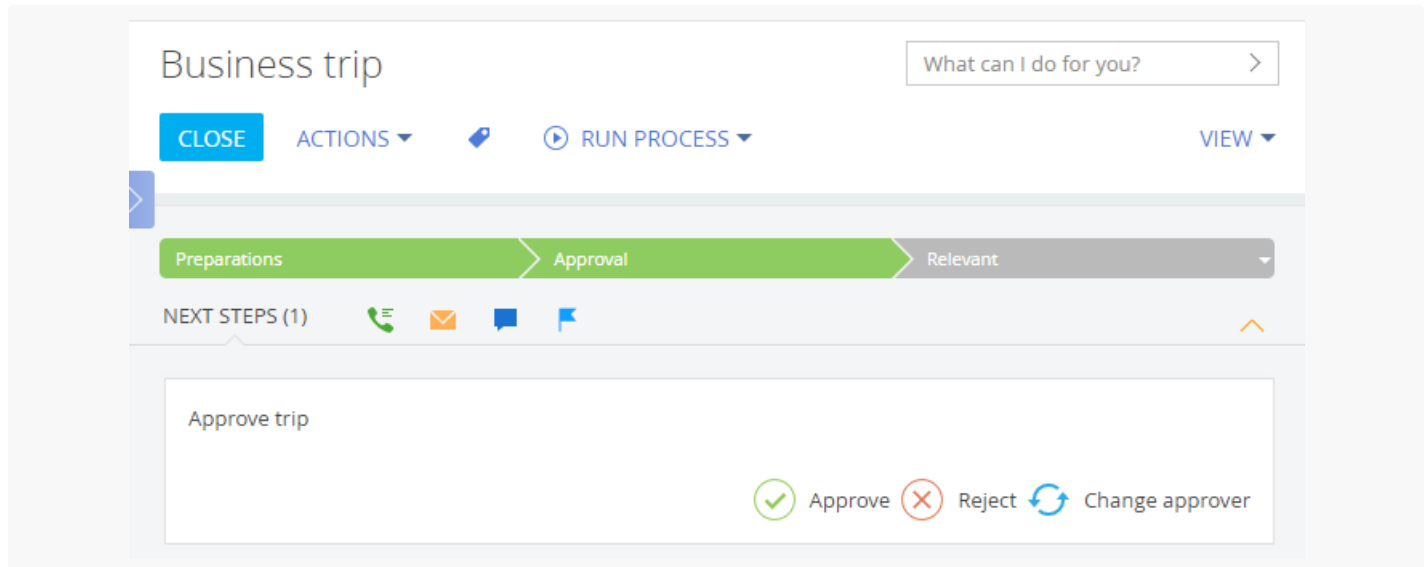 Business trip
What can I do for you?
CLOSE ACTIONS RUN PROCESS VIEW
Preparations Approval Relevant
NEXT STEPS (1)
Approve trip
Approve Reject Change approver